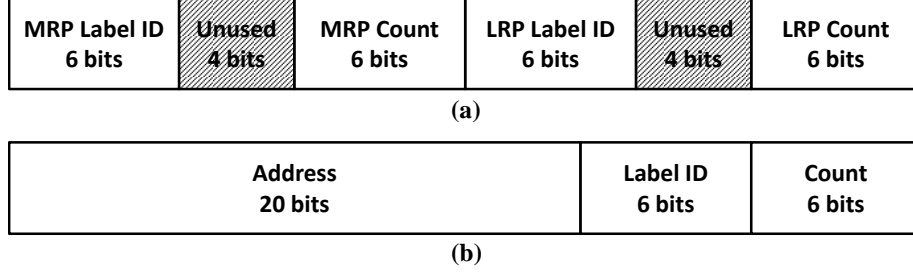 MRP Label ID Unused MRP Count LRP Label ID Unused LRP Count
6 bits 4 bits 6 bits 6 bits 4 bits 6 bits
(a)
Address Label ID Count
20 bits 6 bits 6 bits
(b)